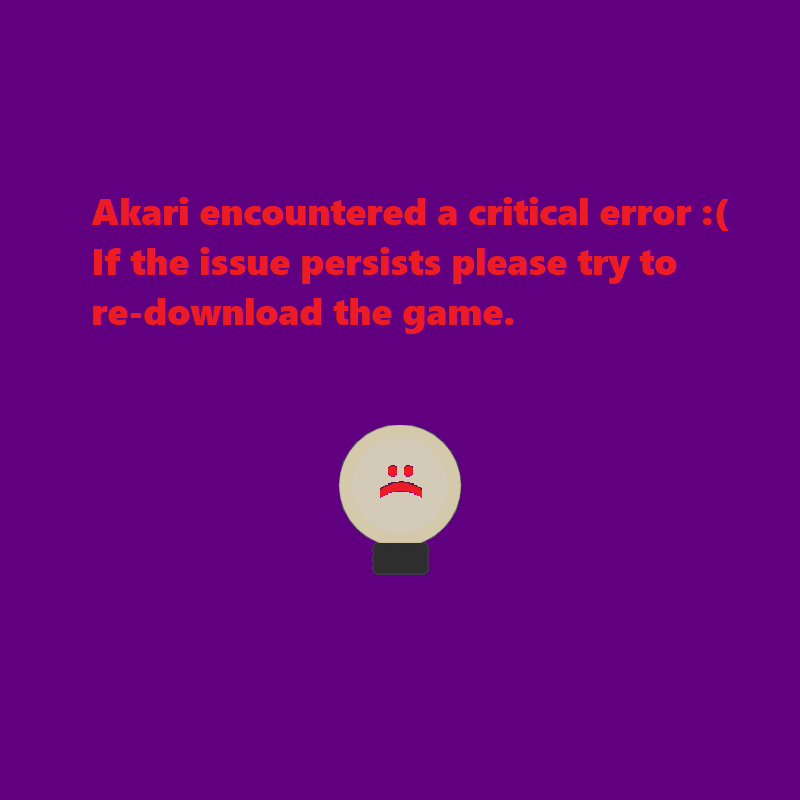 Akari encountered a critical error :(
If the issue persists please try to
re-download the game.